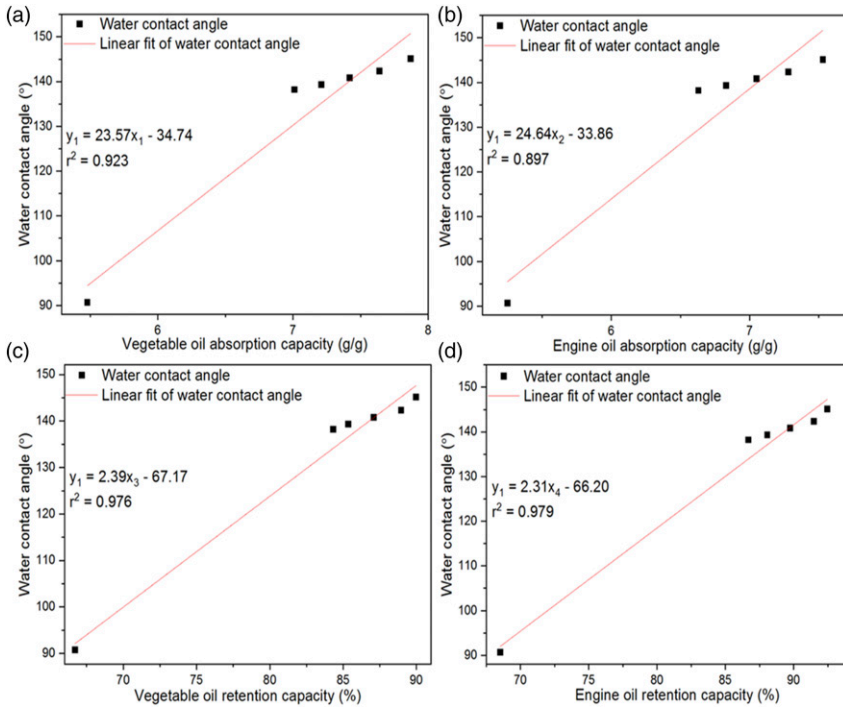 (a)
Water contact angle
Linear fit of water contact angle
y₁ = 23.57x₁ - 34.74
r² = 0.923
Water contact angle (°)
150
140
130
120
110
100
90
6
7
8
Vegetable oil absorption capacity (g/g)
(b)
Water contact angle
Linear fit of water contact angle
y₁ = 24.64x₂ - 33.86
r² = 0.897
Water contact angle (°)
150
140
130
120
110
100
90
6
7
Engine oil absorption capacity (g/g)
(c)
Water contact angle
Linear fit of water contact angle
y₁ = 2.39x₃ - 67.17
r² = 0.976
Water contact angle (°)
150
140
130
120
110
100
90
70
75
80
85
90
Vegetable oil retention capacity (%)
(d)
Water contact angle
Linear fit of water contact angle
y₁ = 2.31x₄ - 66.20
r² = 0.979
Water contact angle (°)
150
140
130
120
110
100
90
70
75
80
85
90
Engine oil retention capacity (%)